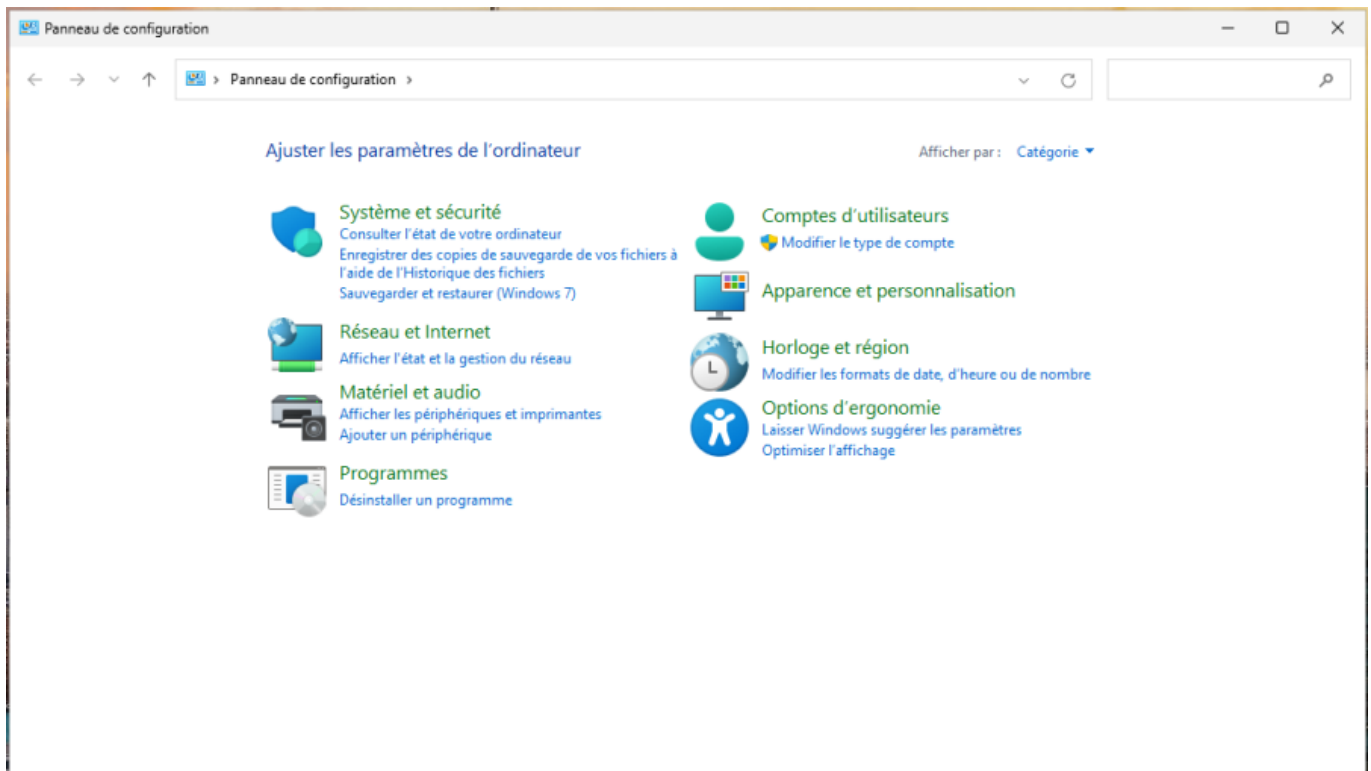 Panneau de configuration
Panneau de configuration
Ajuster les paramètres de l'ordinateur
Afficher par : Catégorie
Système et sécurité
Consulter l'état de votre ordinateur
Enregistrer des copies de sauvegarde de vos fichiers à
l'aide de l'Historique des fichiers
Sauvegarder et restaurer (Windows 7)
Réseau et Internet
Afficher l'état et la gestion du réseau
Matériel et audio
Afficher les périphériques et imprimantes
Ajouter un périphérique
Programmes
Désinstaller un programme
Comptes d'utilisateurs
Modifier le type de compte
Apparence et personnalisation
Horloge et région
Modifier les formats de date, d'heure ou de nombre
Options d'ergonomie
Laisser Windows suggérer les paramètres
Optimiser l'affichage